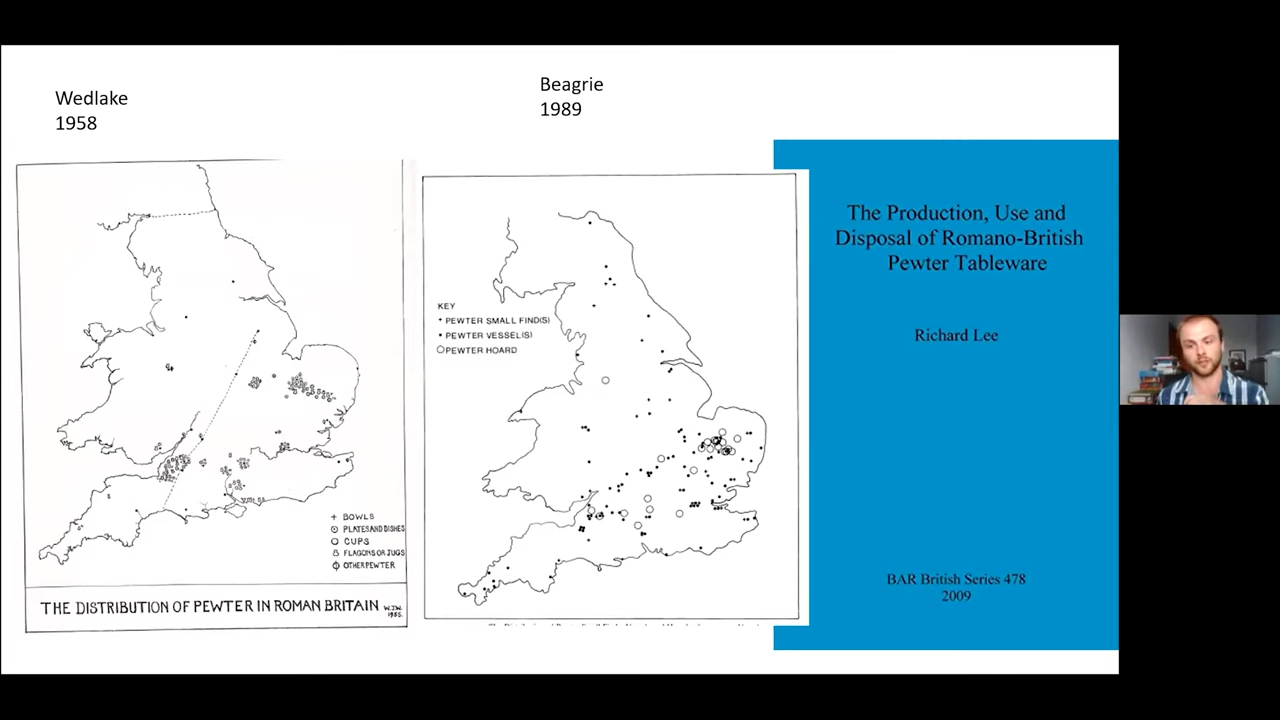 Wedlake
1958
Beagrie
1989
+ BOWLS
PLATES AND DISHES
CUPS
FLAGONS OR JUGS
OTHER PEWTER
THE DISTRIBUTION OF PEWTER IN ROMAN BRITAIN
W.J.W.
1955.
KEY
PEWTER SMALL FIND(S)
PEWTER VESSEL(S)
PEWTER HOARD
The Production, Use and
Disposal of Romano-British
Pewter Tableware
Richard Lee
BAR British Series 478
2009